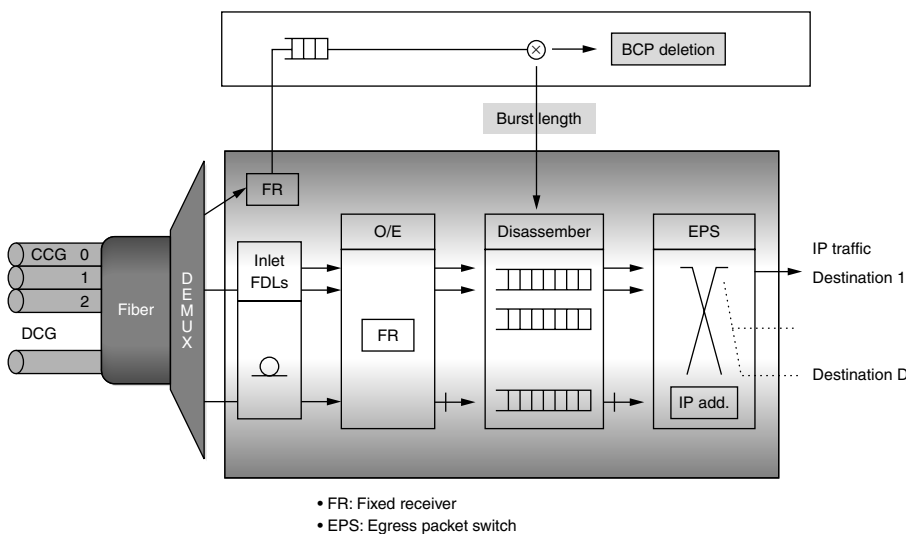 BCP deletion
Burst length
FR
O/E
Disassember
EPS
CCG 0
1
2
DCG
Fiber
DEMUX
Inlet
FDLs
FR
IP add.
IP traffic
Destination 1
Destination D
• FR: Fixed receiver
• EPS: Egress packet switch